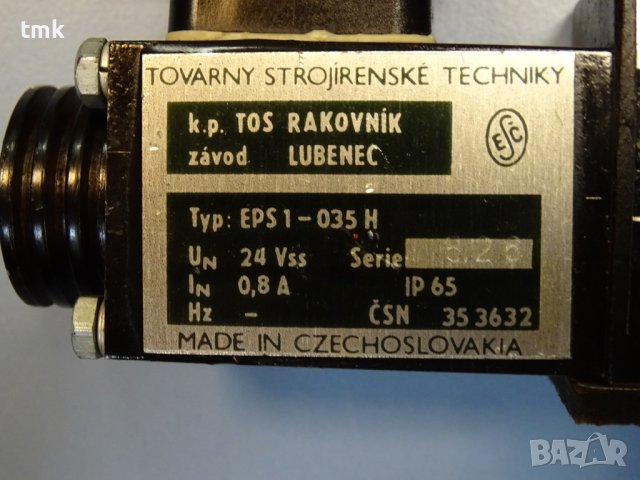 tmk
TOVÁRNY STROJÍRENSKÉ TECHNIKY
k.p. TOS RAKOVNÍK
závod LUBENEC
ESČ
Typ: EPS 1-035 H
UN 24 Vss Serie
IN 0,8 A IP 65
Hz - ČSN 35 3632
MADE IN CZECHOSLOVAKIA
BAZAR